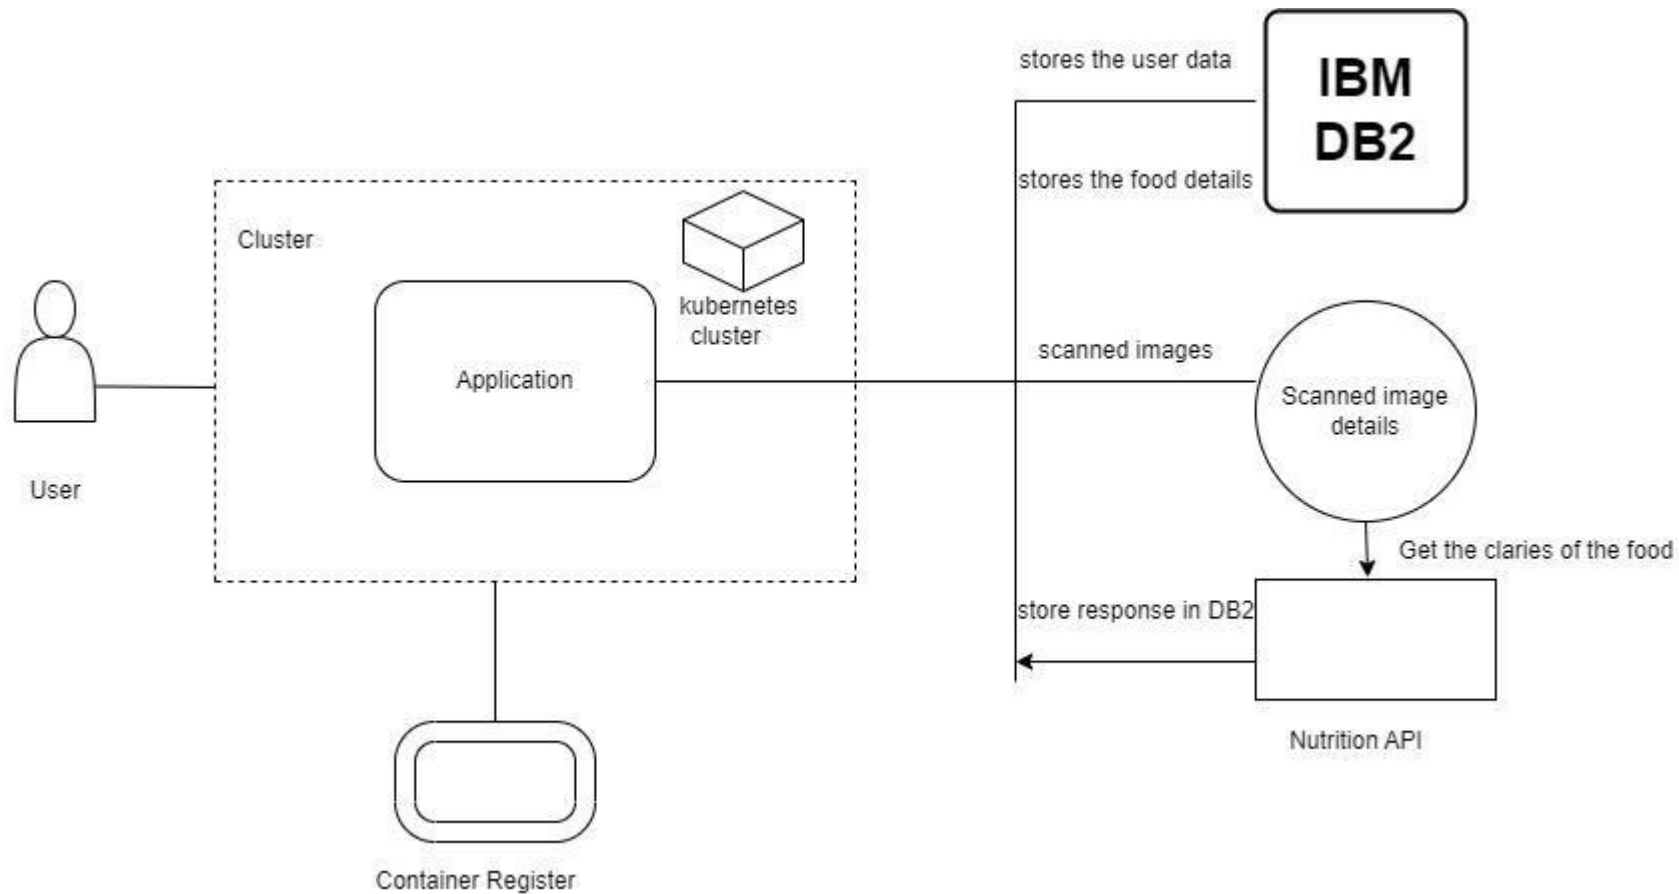 stores the user data
IBM
DB2
stores the food details
Cluster
kubernetes
cluster
scanned images
Application
Scanned image
details
User
Get the claries of the food
store response in DB2
Nutrition API
Container Register